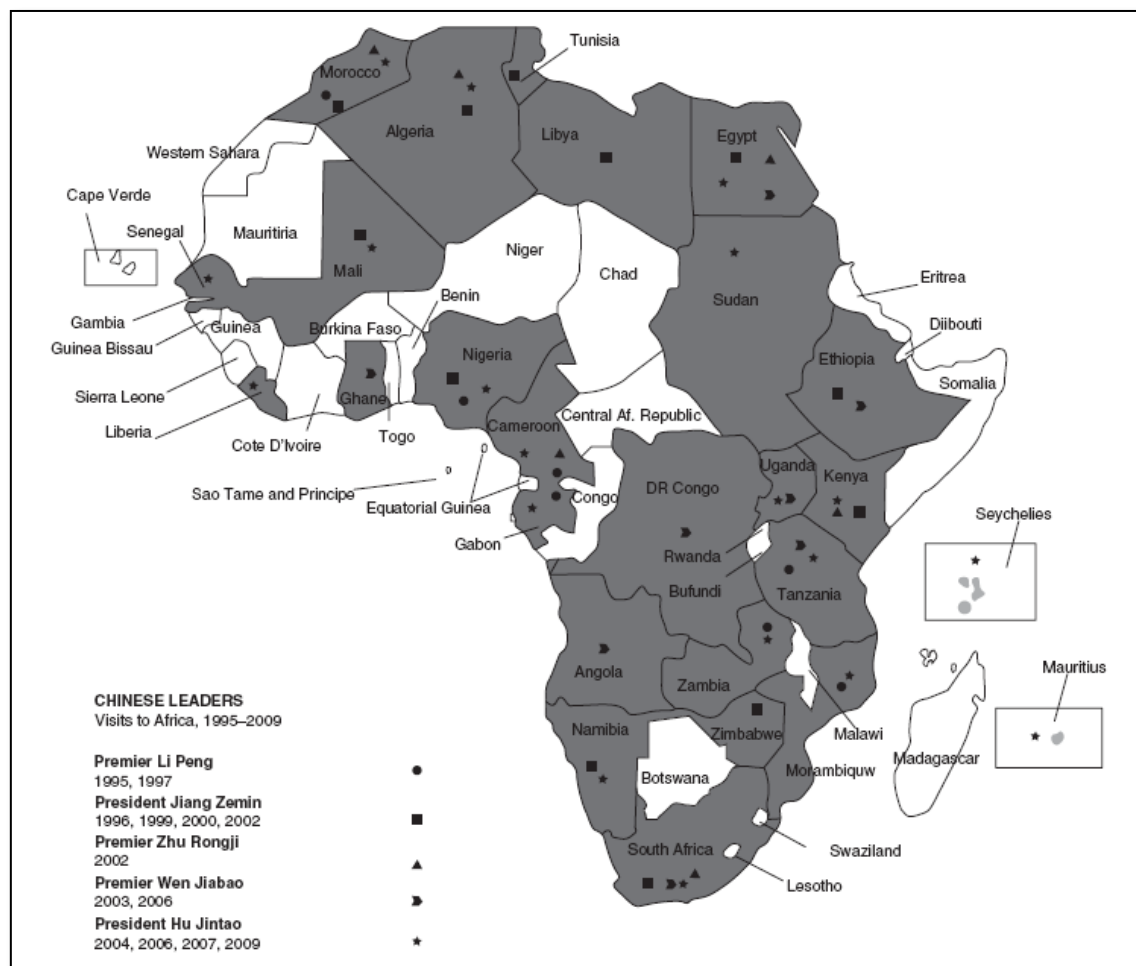 Tunisia
Morocco
Algeria
Libya
Egypt
Western Sahara
Cape Verde
Senegal
Mauritiria
Mali
Niger
Chad
Sudan
Eritrea
Benin
Gambia
Guinea
Burkina Faso
Guinea Bissau
Nigeria
Diibouti
Ethiopia
Somalia
Sierra Leone
Ghane
Liberia
Cote D'Ivoire
Togo
Cameroon
Central Af. Republic
Uganda
Kenya
Sao Tame and Principe
Equatorial Guinea
Congo
DR Congo
Gabon
Rwanda
Bufundi
Tanzania
Seychelies
Angola
Zambia
Mauritius
Namibia
Zimbabwe
Malawi
Madagascar
Botswana
Morambiquw
South Africa
Swaziland
Lesotho
CHINESE LEADERS
Visits to Africa, 1995–2009
Premier Li Peng
1995, 1997
President Jiang Zemin
1996, 1999, 2000, 2002
Premier Zhu Rongji
2002
Premier Wen Jiabao
2003, 2006
President Hu Jintao
2004, 2006, 2007, 2009